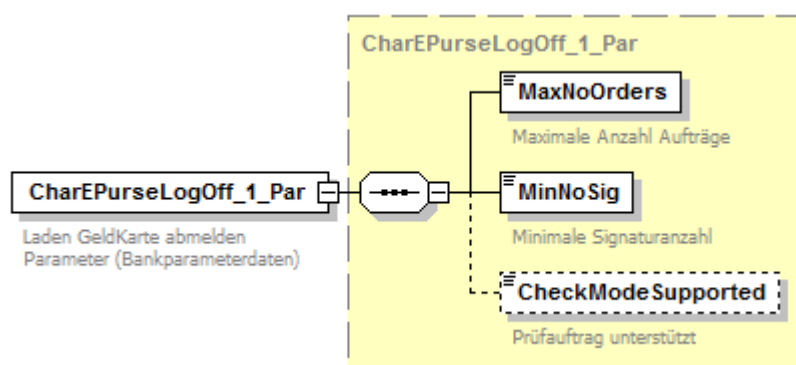 CharEPurseLogOff_1_Par
MaxNoOrders
Maximale Anzahl Aufträge
CharEPurseLogOff_1_Par
Laden GeldKarte abmelden
Parameter (Bankparameterdaten)
MinNoSig
Minimale Signaturanzahl
CheckModeSupported
Prüfauftrag unterstützt